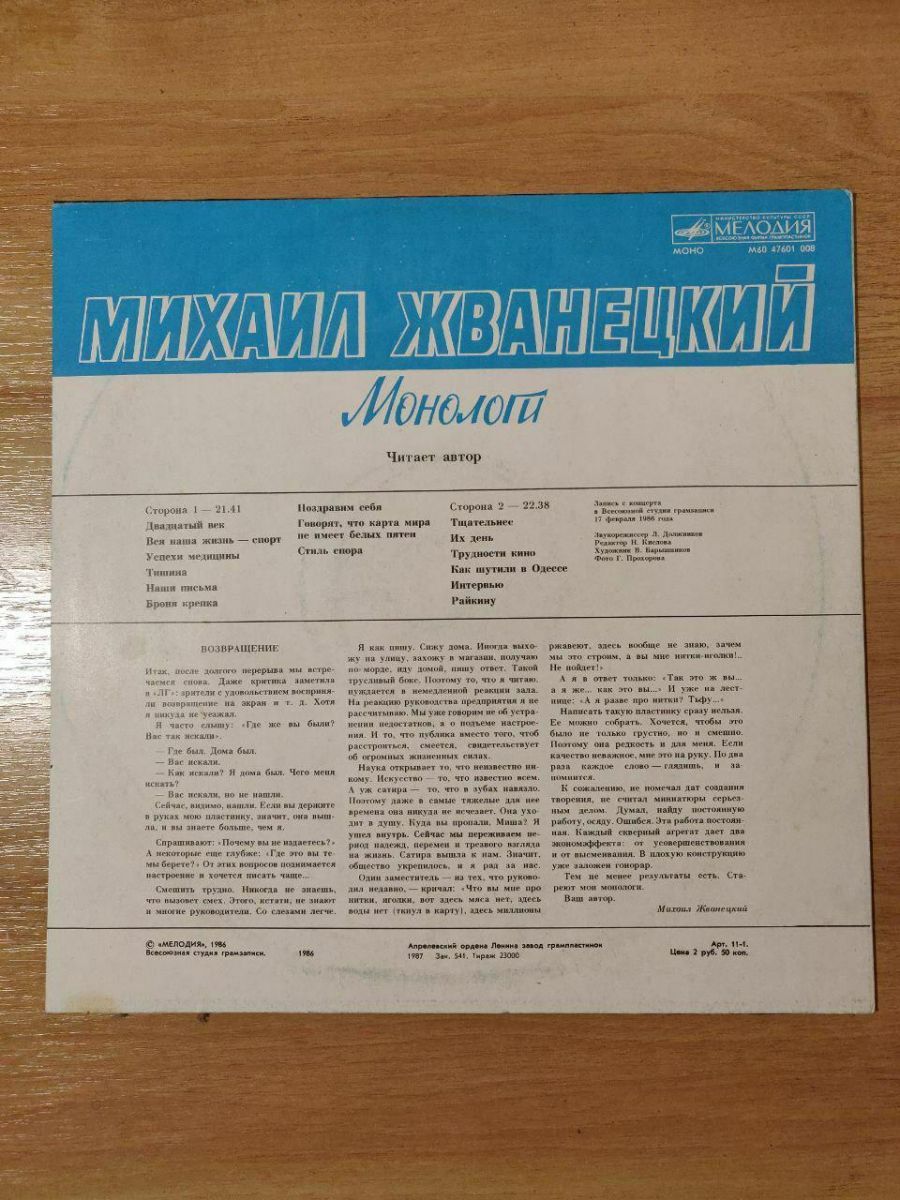 МИНИСТЕРСТВО КУЛЬТУРЫ СССР
МЕЛОДИЯ
ВСЕСОЮЗНАЯ ФИРМА ГРАМПЛАСТИНОК
МОНО М60 47601 008
МИХАИЛ ЖВАНЕЦКИЙ
Монологи
Читает автор
Сторона 1 — 21.41
Двадцатый век
Вся наша жизнь — спорт
Успехи медицины
Тишина
Наши письма
Броня крепка
Поздравим себя
Говорят, что карта мира
не имеет белых пятен
Стиль спора
Сторона 2 — 22.38
Тщательнее
Их день
Трудности кино
Как шутили в Одессе
Интервью
Райкину
Запись с концерта
в Всесоюзной студии грамзаписи
17 февраля 1986 года
Звукорежиссер Л. Должников
Редактор Н. Кислова
Художник В. Барышников
Фото Г. Прохорова
ВОЗВРАЩЕНИЕ
Итак, после долгого перерыва мы встре-
чаемся снова. Даже критика заметила
в «ЛГ»: зрители с удовольствием восприня-
ли возвращение на экран и т. д. Хотя
я никуда не уезжал.
Я часто слышу: «Где же вы были?
Вас так искали».
— Где был. Дома был.
— Вас искали.
— Как искали? Я дома был. Чего меня
искать?
— Вас искали, но не нашли.
Сейчас, видимо, нашли. Если вы держите
в руках мою пластинку, значит, она выш-
ла, и вы знаете больше, чем я.
Спрашивают: «Почему вы не издаетесь?»
А некоторые еще глубже: «Где это вы те-
мы берете?» От этих вопросов поднимается
настроение и хочется писать чаще...
Смешить трудно. Никогда не знаешь,
что вызовет смех. Этого, кстати, не знают
и многие руководители. Со слезами легче.
Я как пишу. Сижу дома. Иногда выхо-
жу на улицу, захожу в магазин, получаю
по-морде, иду домой, пишу ответ. Такой
трусливый бокс. Поэтому то, что я читаю,
нуждается в немедленной реакции зала.
На реакцию руководства предприятия я не
рассчитываю. Мы уже говорим не об устра-
нении недостатков, а о подъеме настрое-
ния. И то, что публика вместо того, чтоб
расстроиться, смеется, свидетельствует
об огромных жизненных силах.
Наука открывает то, что неизвестно ни-
кому. Искусство — то, что известно всем.
А уж сатира — то, что в зубах навязло.
Поэтому даже в самые тяжелые для нее
времена она никуда не исчезает. Она ухо-
дит в душу. Куда вы пропали, Миша? Я
ушел внутрь. Сейчас мы переживаем пе-
риод надежд, перемен и трезвого взгляда
на жизнь. Сатира вышла к нам. Значит,
общество укрепилось, и я рад за нас.
Один заместитель — из тех, что руково-
дил недавно, — кричал: «Что вы мне про
нитки, иголки, вот здесь мяса нет, здесь
воды нет (ткнул в карту), здесь миллионы
ржавеют, здесь вообще не знаю, зачем
мы это строим, а вы мне нитки-иголки!..
Не пойдет!»
А я в ответ только: «Так это ж вы...
а я же... как это вы...» И уже на лест-
нице: «А я разве про нитки? Тьфу...»
Написать такую пластинку сразу нельзя.
Ее можно собрать. Хочется, чтобы это
было не только грустно, но и смешно.
Поэтому она редкость и для меня. Если
качество неважное, мне это на руку. По два
раза каждое слово — глядишь, и за-
помнится.
К сожалению, не помечал дат создания
творения, не считал миниатюры серьез-
ным делом. Думал, найду постоянную
работу, осяду. Ошибся. Эта работа постоян-
ная. Каждый скверный агрегат дает два
экономэффекта: от усовершенствования
и от высмеивания. В плохую конструкцию
уже заложен гонорар.
Тем не менее результаты есть. Ста-
реют мои монологи.
Ваш автор.
Михаил Жванецкий
© «МЕЛОДИЯ», 1986
Всесоюзная студия грамзаписи. 1986
Апрелевский ордена Ленина завод грампластинок
1987 Зак. 541. Тираж 23000
Арт. 11-1.
Цена 2 руб. 50 коп.